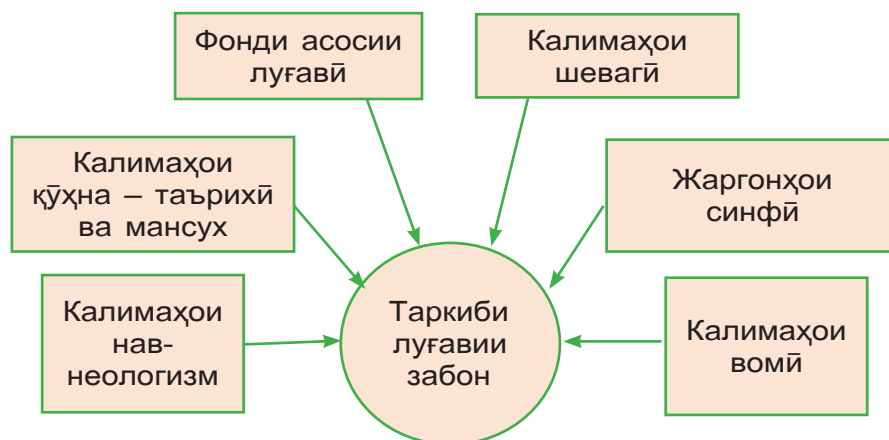 Фонди асосии
луғавӣ
Калимаҳои
шевагӣ
Калимаҳои
қӯҳна – таърихӣ
ва мансух
Жаргонҳои
синфӣ
Калимаҳои
нав-
неологизм
Таркиби
луғавии
забон
Калимаҳои
вомӣ